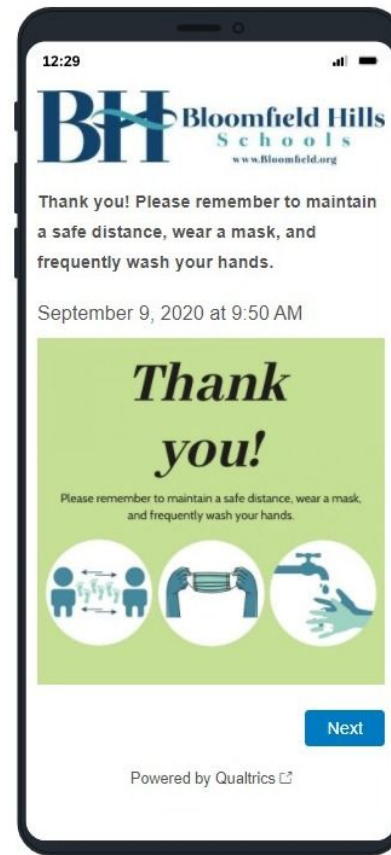 12:29
BH Bloomfield Hills
Schools
www.Bloomfield.org
Thank you! Please remember to maintain
a safe distance, wear a mask, and
frequently wash your hands.
September 9, 2020 at 9:50 AM
Thank
you!
Please remember to maintain a safe distance, wear a mask,
and frequently wash your hands.
Next
Powered by Qualtrics